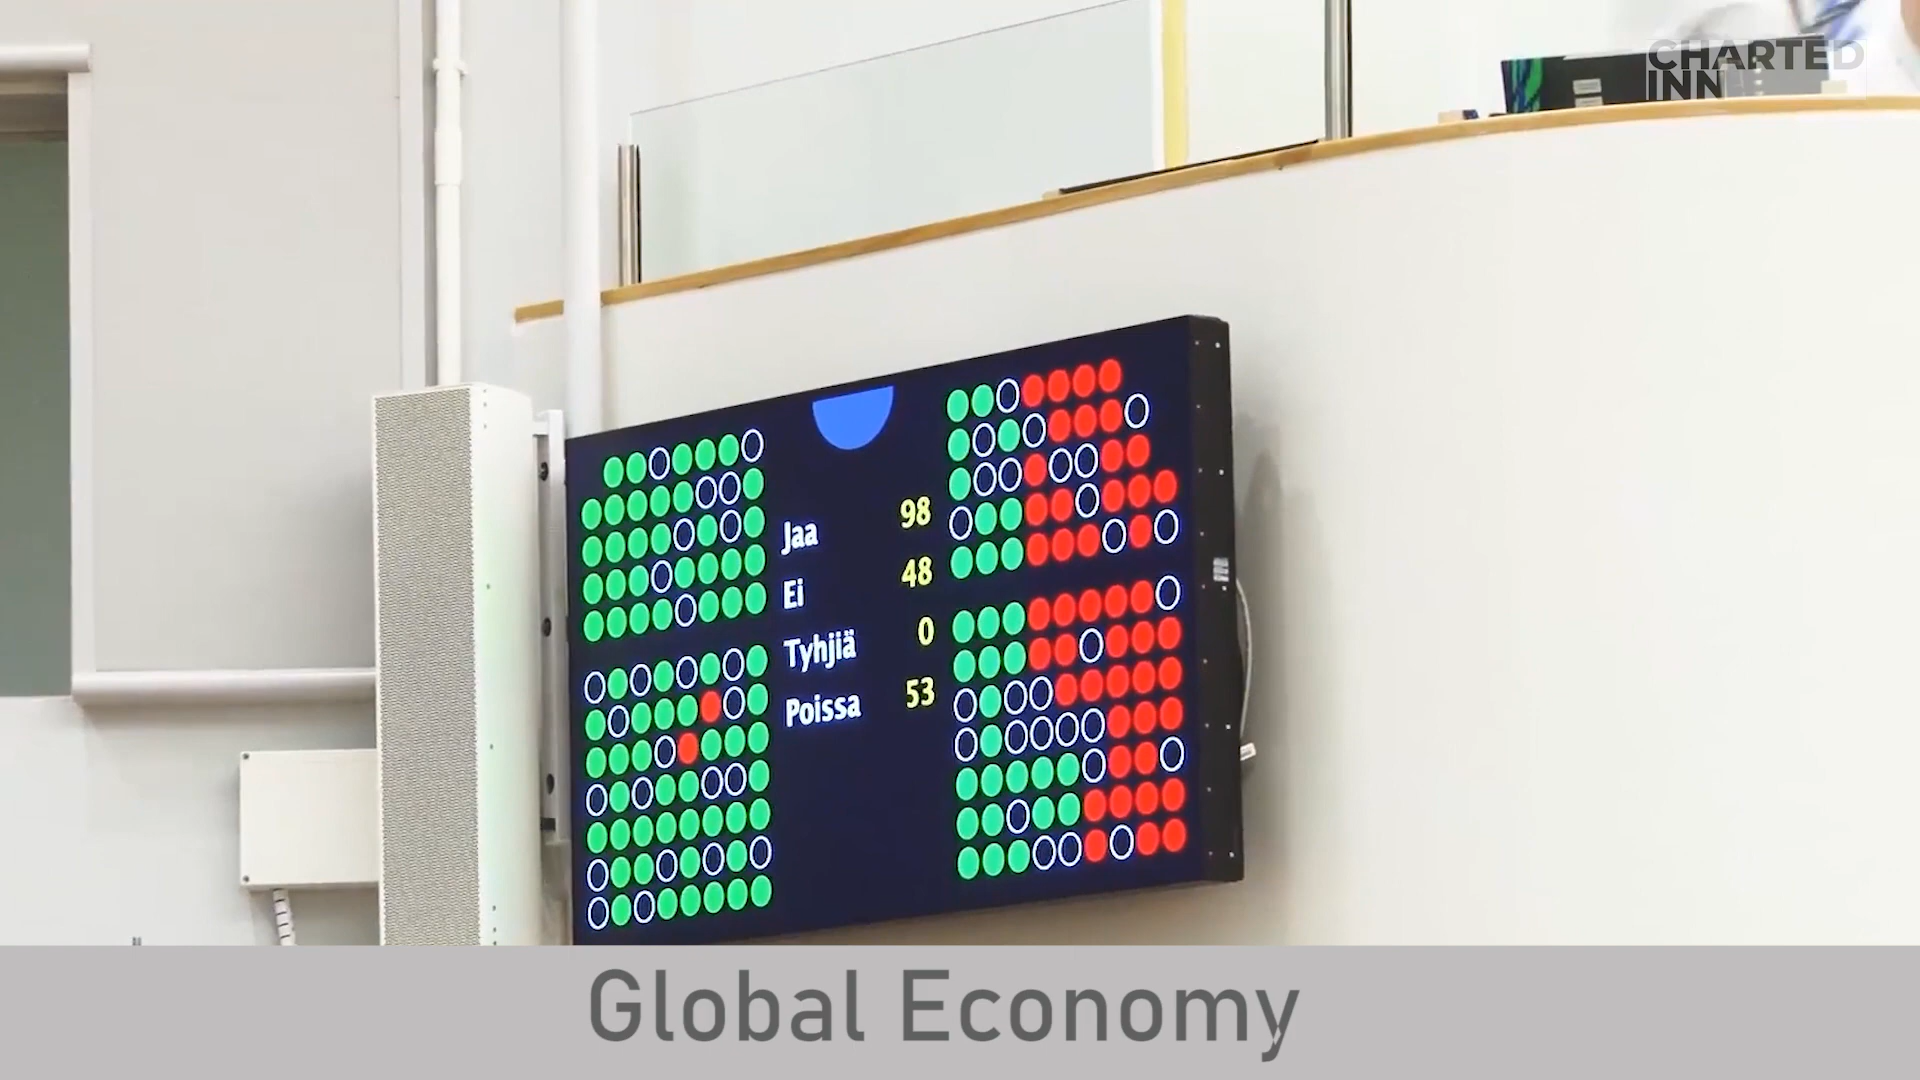 CHARTED
INN
Jaa 98
Ei 48
Tyhjiä 0
Poissa 53
Global Economy